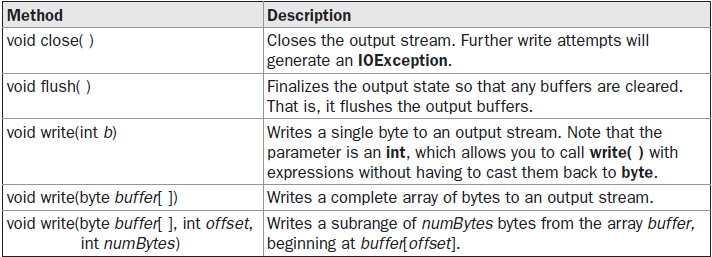 Method Description
void close( ) Closes the output stream. Further write attempts will
generate an IOException.
void flush( ) Finalizes the output state so that any buffers are cleared.
That is, it flushes the output buffers.
void write(int b) Writes a single byte to an output stream. Note that the
parameter is an int, which allows you to call write( ) with
expressions without having to cast them back to byte.
void write(byte buffer[ ]) Writes a complete array of bytes to an output stream.
void write(byte buffer[ ], int offset, Writes a subrange of numBytes bytes from the array buffer,
int numBytes) beginning at buffer[offset].